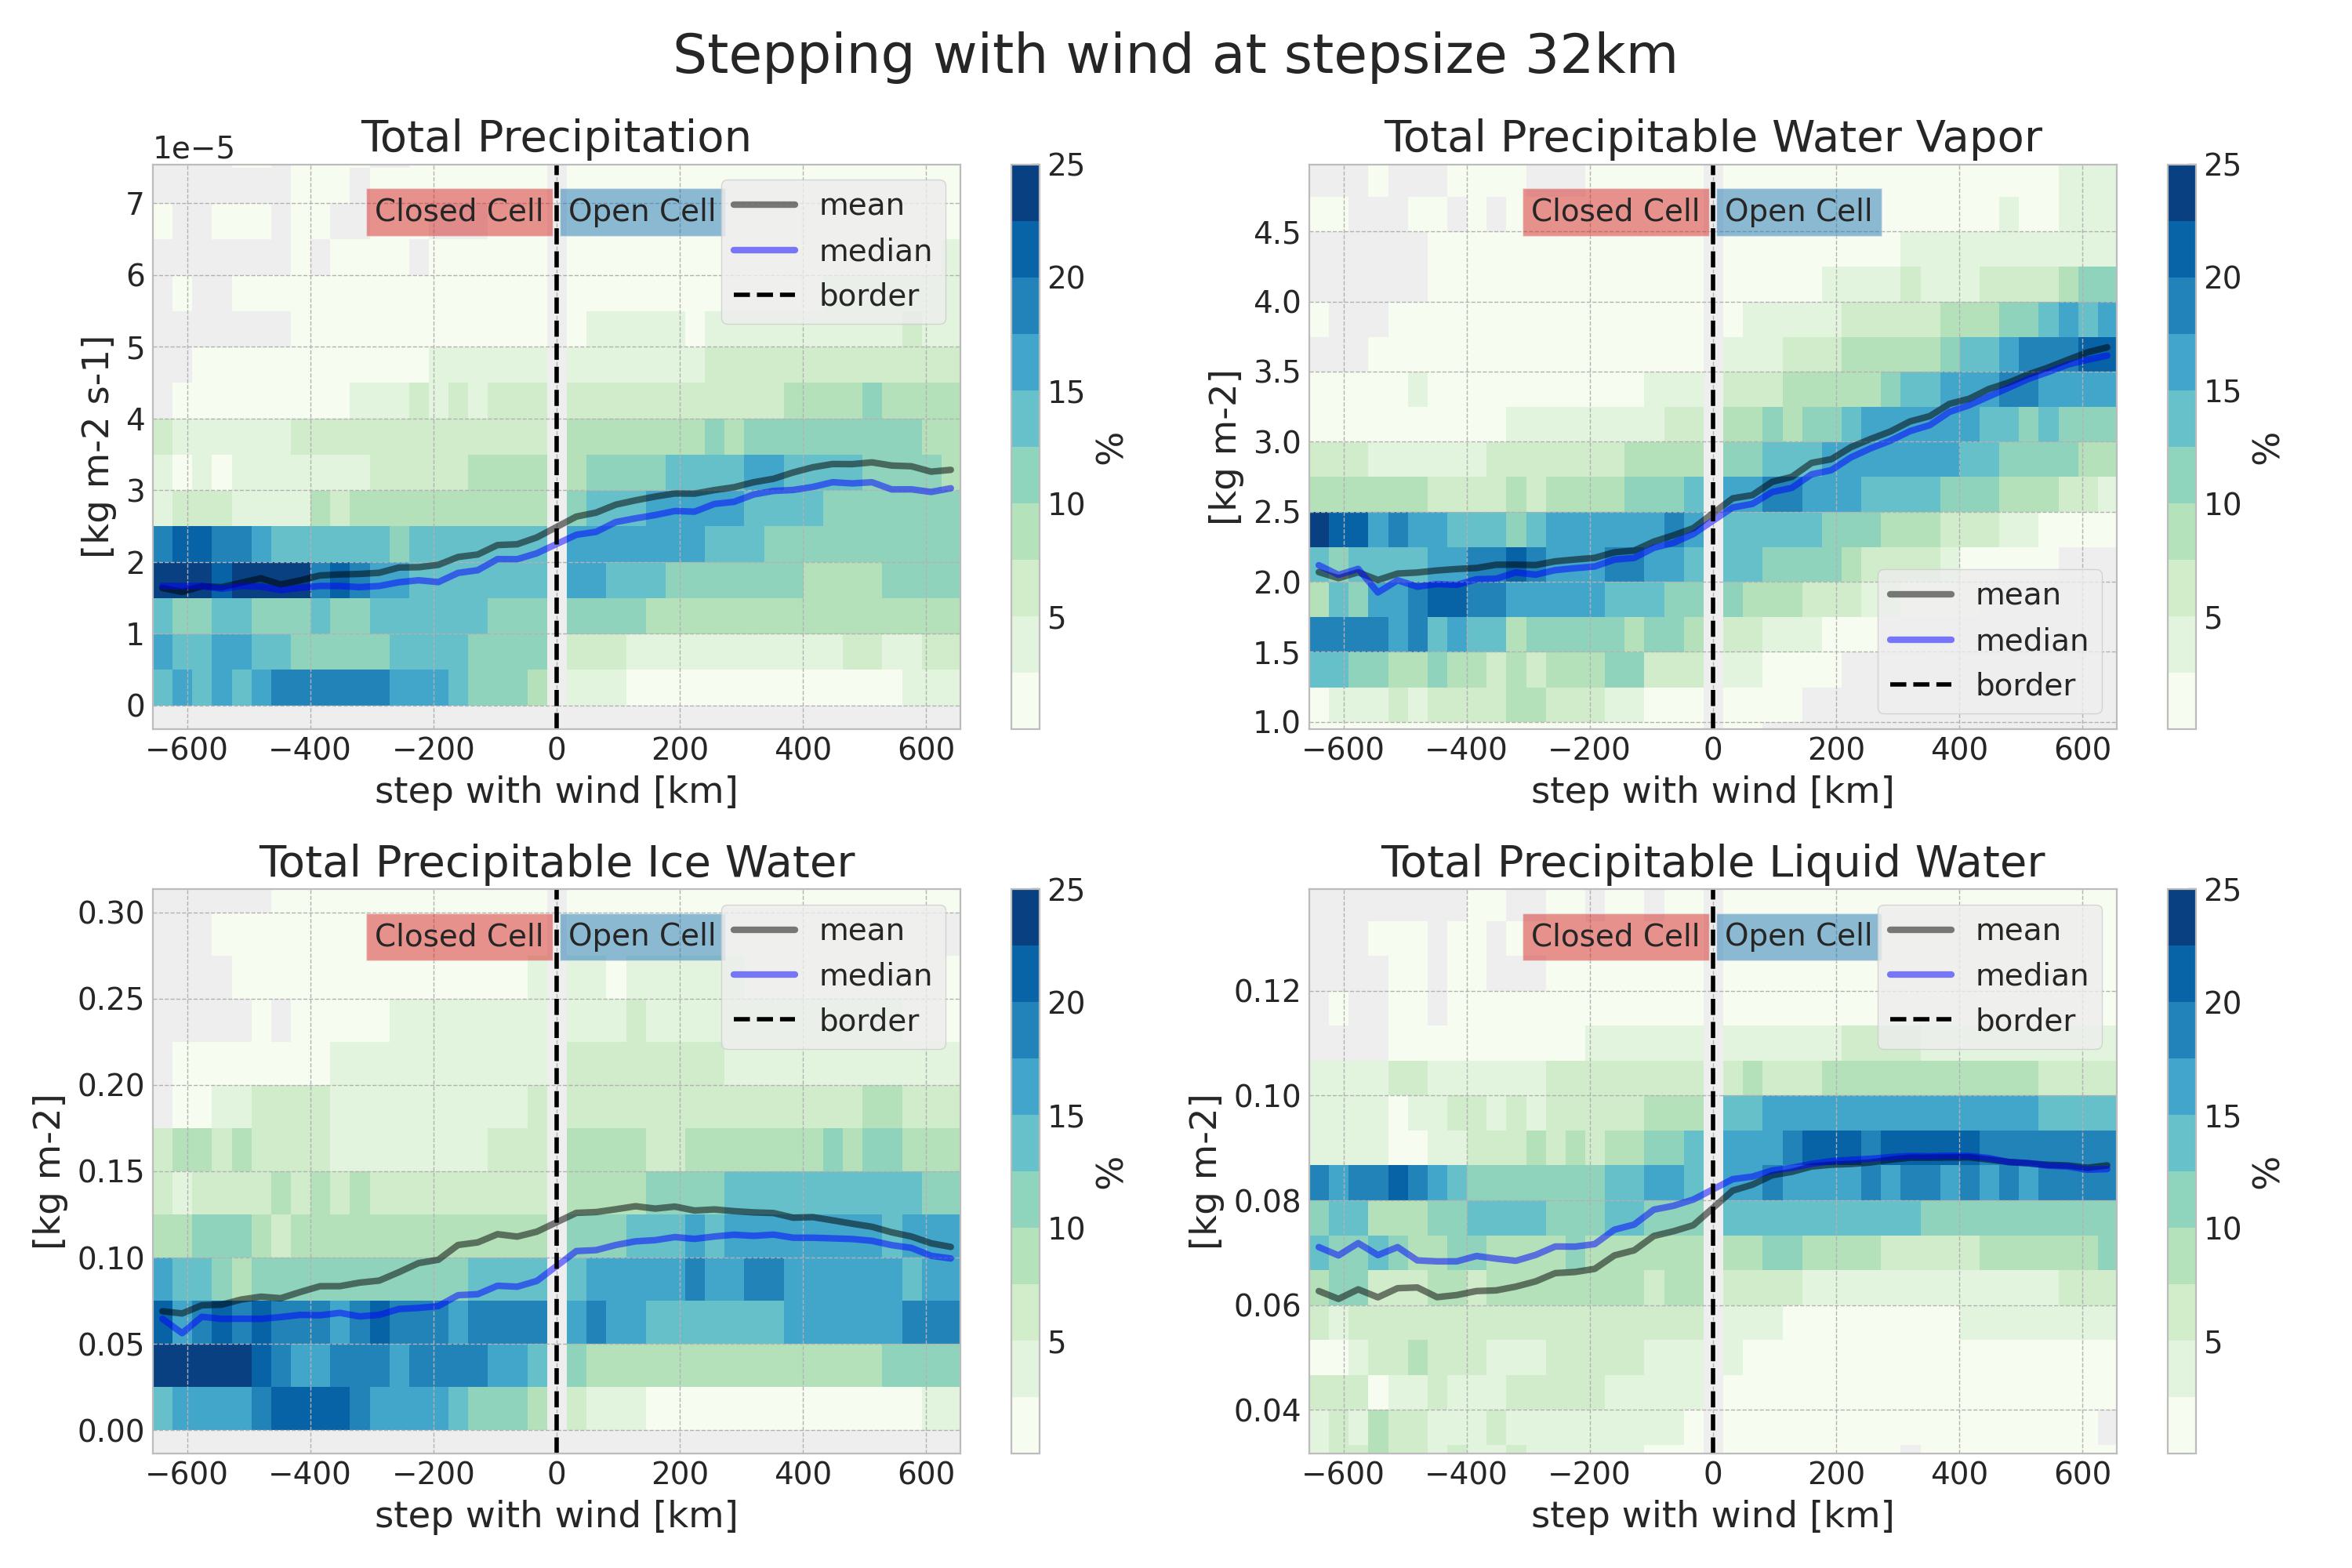 Stepping with wind at stepsize 32km
Total Precipitation
1e−5
Closed Cell
Open Cell
mean
median
border
7
6
5
4
3
2
1
0
[kg m-2 s-1]
−600 −400 −200 0 200 400 600
step with wind [km]
25
20
15
10
5
%
Total Precipitable Water Vapor
Closed Cell
Open Cell
4.5
4.0
3.5
3.0
2.5
2.0
1.5
1.0
[kg m-2]
mean
median
border
−600 −400 −200 0 200 400 600
step with wind [km]
25
20
15
10
5
%
Total Precipitable Ice Water
Closed Cell
Open Cell
mean
median
border
0.30
0.25
0.20
0.15
0.10
0.05
0.00
[kg m-2]
−600 −400 −200 0 200 400 600
step with wind [km]
25
20
15
10
5
%
Total Precipitable Liquid Water
Closed Cell
Open Cell
mean
median
border
0.12
0.10
0.08
0.06
0.04
[kg m-2]
−600 −400 −200 0 200 400 600
step with wind [km]
25
20
15
10
5
%